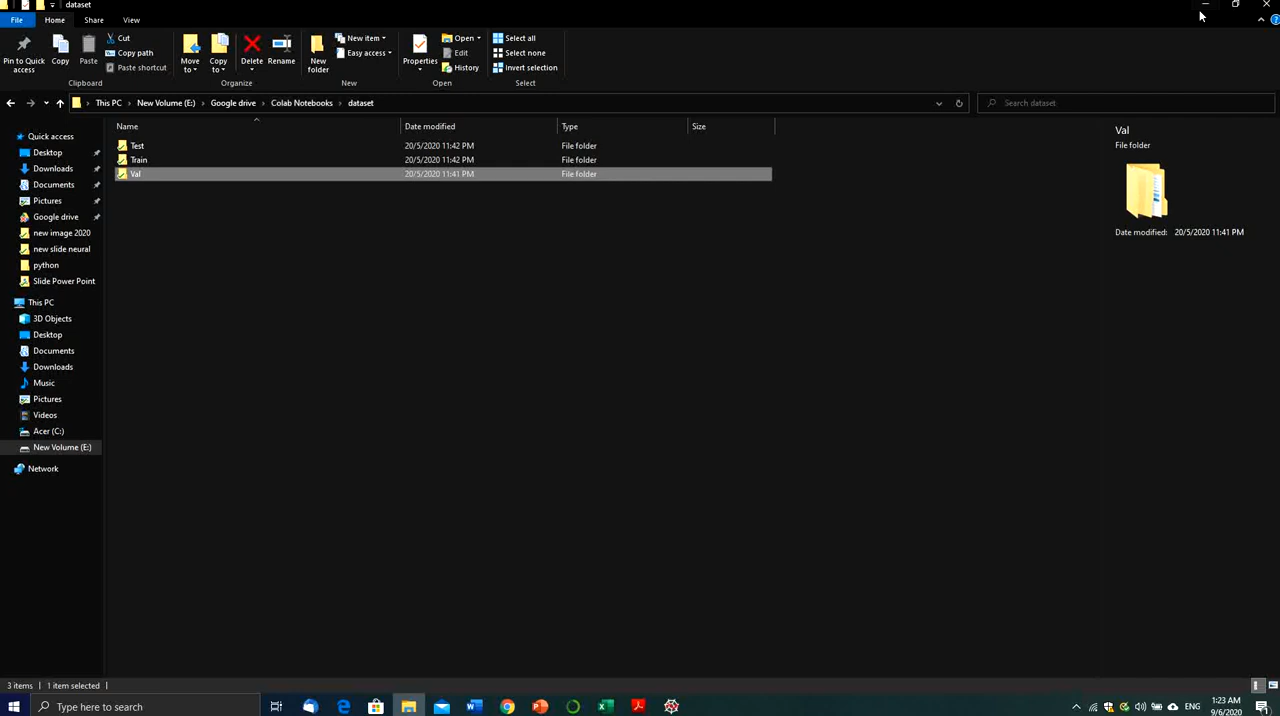 dataset
File Home Share View
Pin to Quick access
Copy
Paste
Cut
Copy path
Paste shortcut
Clipboard
Move to
Copy to
Delete
Rename
Organize
New folder
New item
Easy access
New
Properties
Open
Edit
History
Open
Select all
Select none
Invert selection
Select
This PC > New Volume (E:) > Google drive > Colab Notebooks > dataset
Search dataset
Name Date modified Type Size
Test 20/5/2020 11:42 PM File folder
Train 20/5/2020 11:42 PM File folder
Val 20/5/2020 11:41 PM File folder
Quick access
Desktop
Downloads
Documents
Pictures
Google drive
new image 2020
new slide neural
python
Slide Power Point
This PC
3D Objects
Desktop
Documents
Downloads
Music
Pictures
Videos
Acer (C:)
New Volume (E:)
Network
Val
File folder
Date modified: 20/5/2020 11:41 PM
3 items 1 item selected
Type here to search
ENG
1:23 AM
9/6/2020